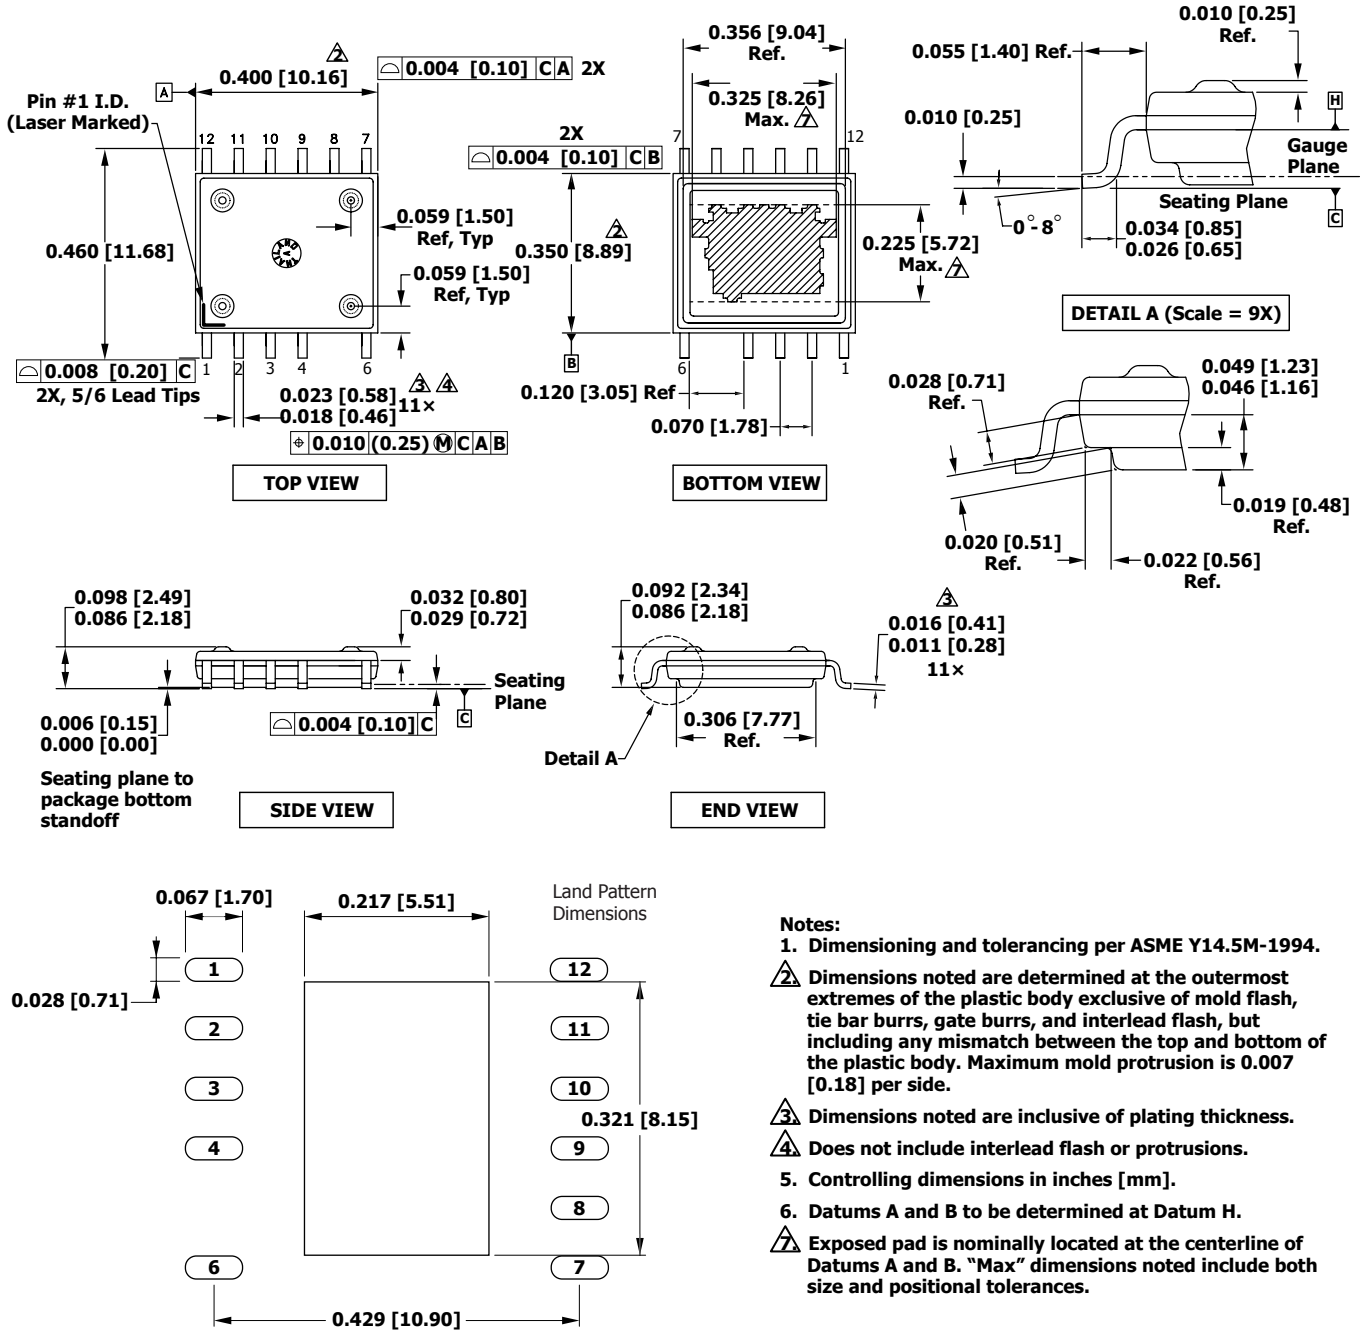 0.400 [10.16]
2
0.004 [0.10] C A 2X
A
Pin #1 I.D.
(Laser Marked)
12 11 10 9 8 7
0.460 [11.68]
0.059 [1.50]
Ref, Typ
0.059 [1.50]
Ref, Typ
1 2 3 4 6
0.008 [0.20] C
2X, 5/6 Lead Tips
0.023 [0.58]
0.018 [0.46]
11×
3 4
⌖ 0.010 (0.25) Ⓜ C A B
TOP VIEW
0.356 [9.04]
Ref.
0.325 [8.26]
Max. 7
2X
0.004 [0.10] C B
7 12
0.350 [8.89]
2
0.225 [5.72]
Max. 7
B
6 1
0.120 [3.05] Ref
0.070 [1.78]
BOTTOM VIEW
0.010 [0.25]
Ref.
0.055 [1.40] Ref.
0.010 [0.25]
H
Gauge
Plane
Seating Plane
C
0°-8°
0.034 [0.85]
0.026 [0.65]
DETAIL A (Scale = 9X)
0.028 [0.71]
Ref.
0.049 [1.23]
0.046 [1.16]
0.019 [0.48]
Ref.
0.020 [0.51]
Ref.
0.022 [0.56]
Ref.
0.098 [2.49]
0.086 [2.18]
0.032 [0.80]
0.029 [0.72]
Seating
Plane
C
0.006 [0.15]
0.000 [0.00]
0.004 [0.10] C
Seating plane to
package bottom
standoff
SIDE VIEW
0.092 [2.34]
0.086 [2.18]
3
0.016 [0.41]
0.011 [0.28]
11×
0.306 [7.77]
Ref.
Detail A
END VIEW
0.067 [1.70]
0.217 [5.51]
Land Pattern
Dimensions
0.028 [0.71]
1 12
2 11
3 10
0.321 [8.15]
4 9
8
6 7
0.429 [10.90]
Notes:
1. Dimensioning and tolerancing per ASME Y14.5M-1994.
2. Dimensions noted are determined at the outermost
extremes of the plastic body exclusive of mold flash,
tie bar burrs, gate burrs, and interlead flash, but
including any mismatch between the top and bottom of
the plastic body. Maximum mold protrusion is 0.007
[0.18] per side.
3. Dimensions noted are inclusive of plating thickness.
4. Does not include interlead flash or protrusions.
5. Controlling dimensions in inches [mm].
6. Datums A and B to be determined at Datum H.
7. Exposed pad is nominally located at the centerline of
Datums A and B. “Max” dimensions noted include both
size and positional tolerances.